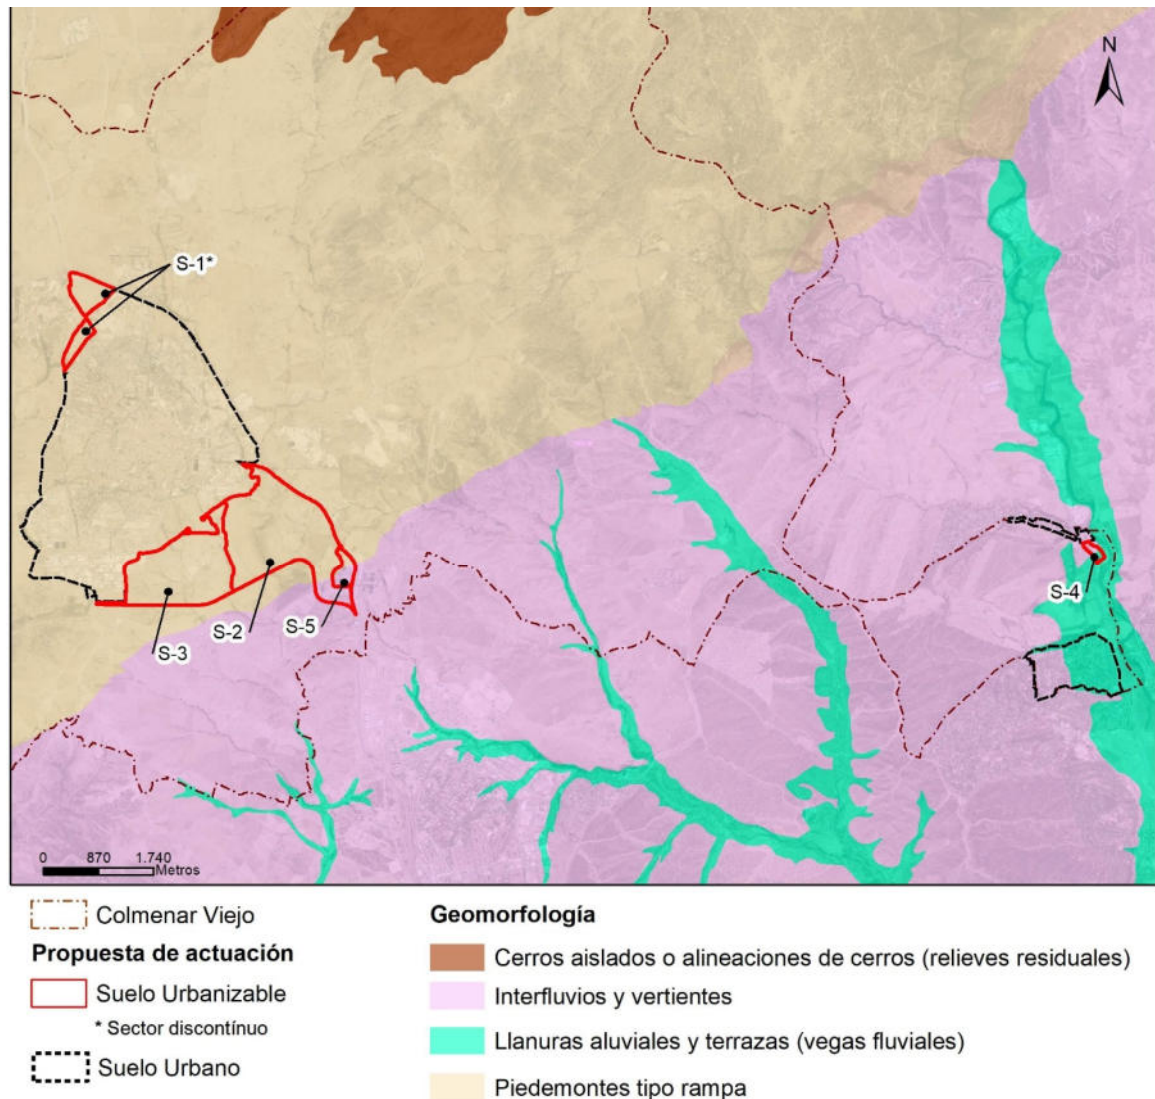 N
S-1*
S-4
S-2
S-5
S-3
0 870 1.740
Metros
Colmenar Viejo
Propuesta de actuación
Suelo Urbanizable
* Sector discontínuo
Suelo Urbano
Geomorfología
Cerros aislados o alineaciones de cerros (relieves residuales)
Interfluvios y vertientes
Llanuras aluviales y terrazas (vegas fluviales)
Piedemontes tipo rampa